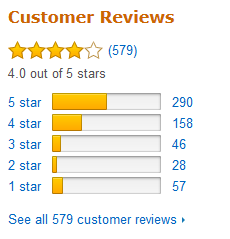 Customer Reviews
(579)
4.0 out of 5 stars
5 star 290
4 star 158
3 star 46
2 star 28
1 star 57
See all 579 customer reviews